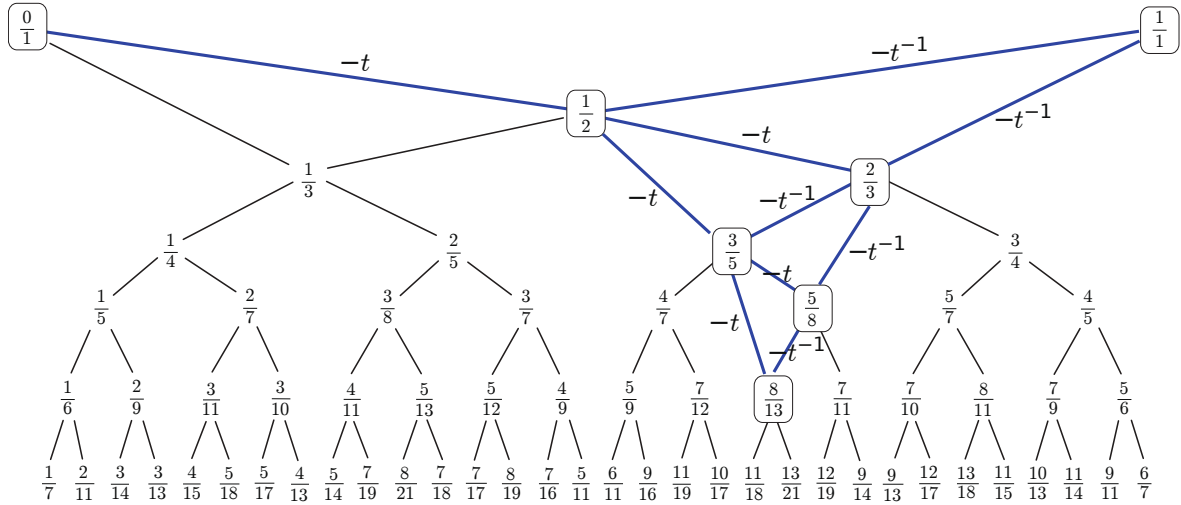 0/1 1/1
−t −t⁻¹
1/2
−t −t⁻¹
1/3 −t −t⁻¹ 2/3
1/4 2/5 3/5 −t⁻¹ 3/4
−t
1/5 2/7 3/8 3/7 4/7 5/8 5/7 4/5
−t −t⁻¹
1/6 2/9 3/11 3/10 4/11 5/13 5/12 4/9 5/9 7/12 8/13 7/11 7/10 8/11 7/9 5/6
1/7 2/11 3/14 3/13 4/15 5/18 5/17 4/13 5/14 7/19 8/21 7/18 7/17 8/19 7/16 5/11 6/11 9/16 11/19 10/17 11/18 13/21 12/19 9/14 9/13 12/17 13/18 11/15 10/13 11/14 9/11 6/7